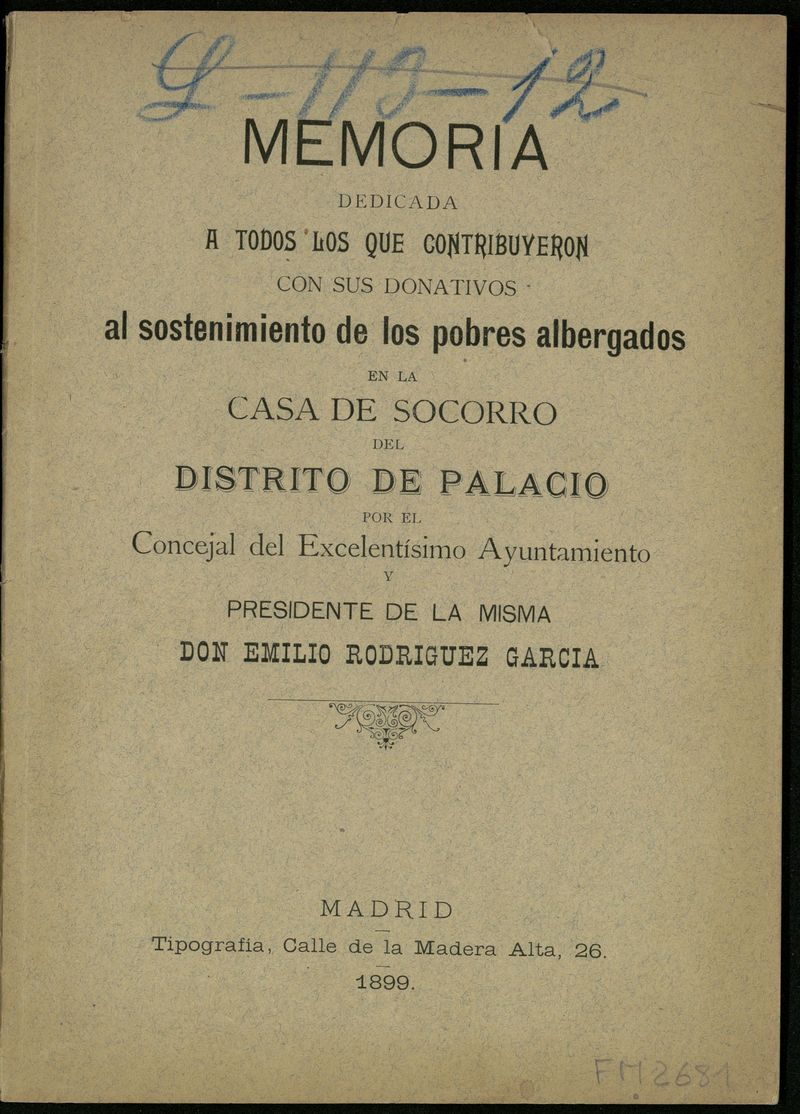 L-113-12
MEMORIA
DEDICADA
A TODOS LOS QUE CONTRIBUYERON
CON SUS DONATIVOS
al sostenimiento de los pobres albergados
EN LA
CASA DE SOCORRO
DEL
DISTRITO DE PALACIO
POR EL
Concejal del Excelentísimo Ayuntamiento
Y
PRESIDENTE DE LA MISMA
DON EMILIO RODRIGUEZ GARCIA
MADRID
Tipografía, Calle de la Madera Alta, 26.
1899.
FM2681